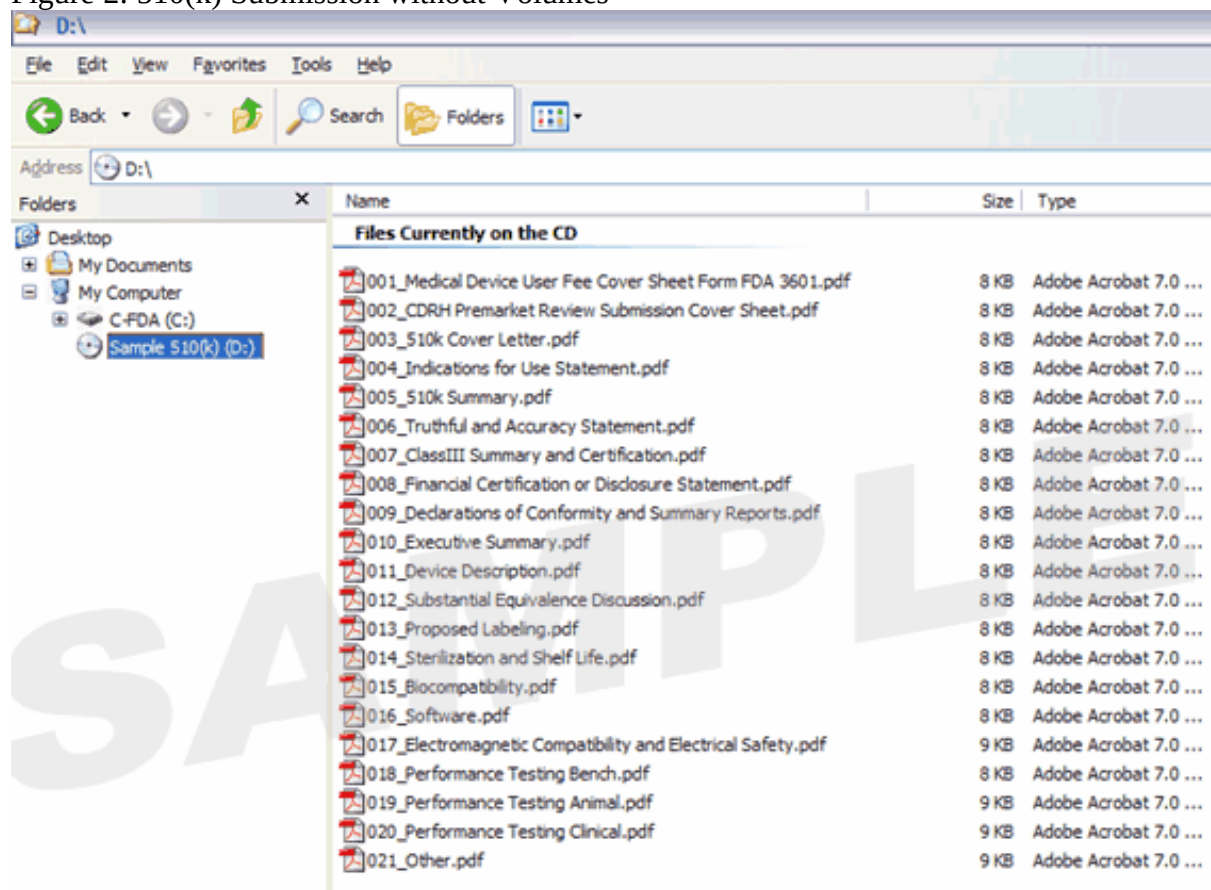 Figure 2: 510(k) Submission without Volumes
D:\
File Edit View Favorites Tools Help
Back Search Folders
Address D:\
Folders X Name Size Type
Desktop
My Documents
My Computer
C-FDA (C:)
Sample 510(k) (D:)
Files Currently on the CD
001_Medical Device User Fee Cover Sheet Form FDA 3601.pdf 8 KB Adobe Acrobat 7.0 ...
002_CDRH Premarket Review Submission Cover Sheet.pdf 8 KB Adobe Acrobat 7.0 ...
003_510k Cover Letter.pdf 8 KB Adobe Acrobat 7.0 ...
004_Indications for Use Statement.pdf 8 KB Adobe Acrobat 7.0 ...
005_510k Summary.pdf 8 KB Adobe Acrobat 7.0 ...
006_Truthful and Accuracy Statement.pdf 8 KB Adobe Acrobat 7.0 ...
007_ClassIII Summary and Certification.pdf 8 KB Adobe Acrobat 7.0 ...
008_Financial Certification or Disclosure Statement.pdf 8 KB Adobe Acrobat 7.0 ...
009_Declarations of Conformity and Summary Reports.pdf 8 KB Adobe Acrobat 7.0 ...
010_Executive Summary.pdf 8 KB Adobe Acrobat 7.0 ...
011_Device Description.pdf 8 KB Adobe Acrobat 7.0 ...
012_Substantial Equivalence Discussion.pdf 8 KB Adobe Acrobat 7.0 ...
013_Proposed Labeling.pdf 8 KB Adobe Acrobat 7.0 ...
014_Sterilization and Shelf Life.pdf 8 KB Adobe Acrobat 7.0 ...
015_Biocompatibility.pdf 8 KB Adobe Acrobat 7.0 ...
016_Software.pdf 8 KB Adobe Acrobat 7.0 ...
017_Electromagnetic Compatibility and Electrical Safety.pdf 9 KB Adobe Acrobat 7.0 ...
018_Performance Testing Bench.pdf 8 KB Adobe Acrobat 7.0 ...
019_Performance Testing Animal.pdf 9 KB Adobe Acrobat 7.0 ...
020_Performance Testing Clinical.pdf 9 KB Adobe Acrobat 7.0 ...
021_Other.pdf 9 KB Adobe Acrobat 7.0 ...
SAMPLE